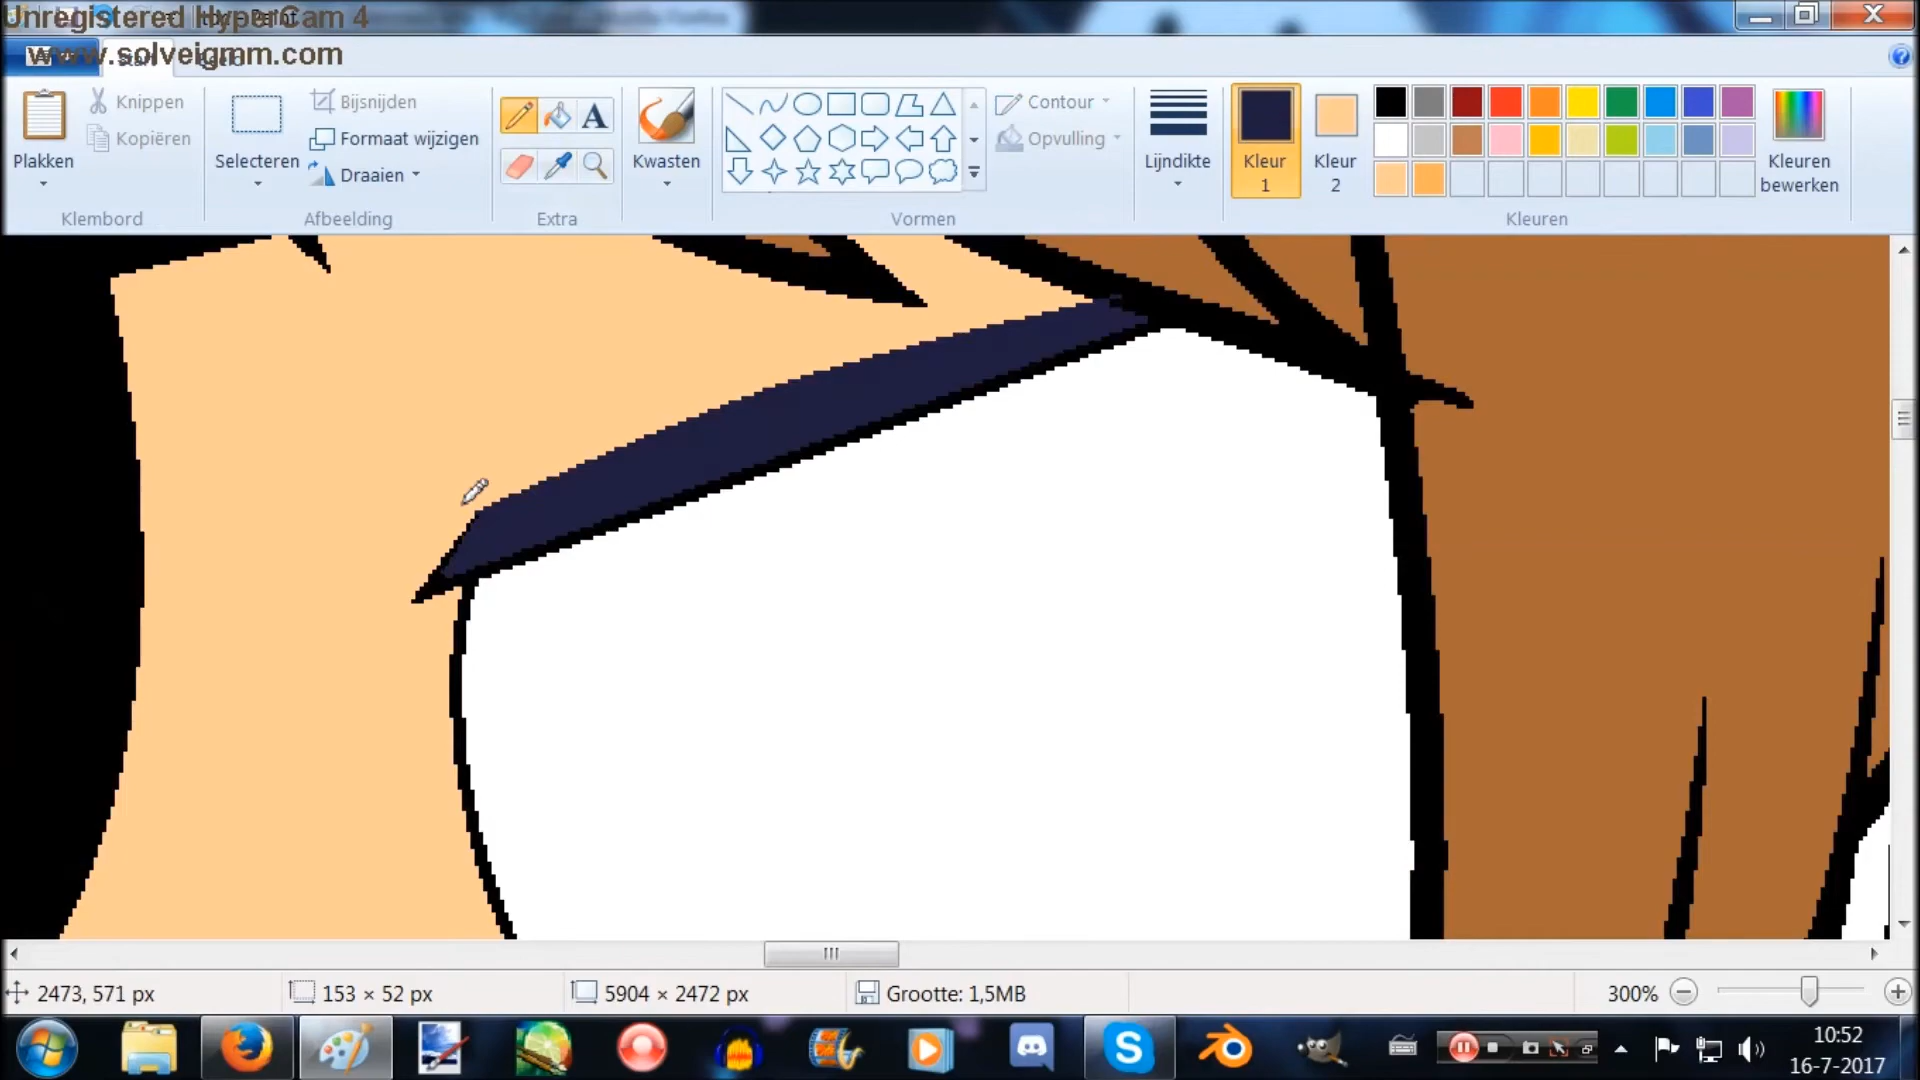 Unregistered HyperCam 4
www.solveigmm.com
Plakken
Knippen
Kopiëren
Klembord
Selecteren
Bijsnijden
Formaat wijzigen
Draaien
Afbeelding
A
Extra
Kwasten
Contour
Opvulling
Vormen
Lijndikte
Kleur
1
Kleur
2
Kleuren
bewerken
Kleuren
2473, 571 px
153 × 52 px
5904 × 2472 px
Grootte: 1,5MB
300%
10:52
16-7-2017